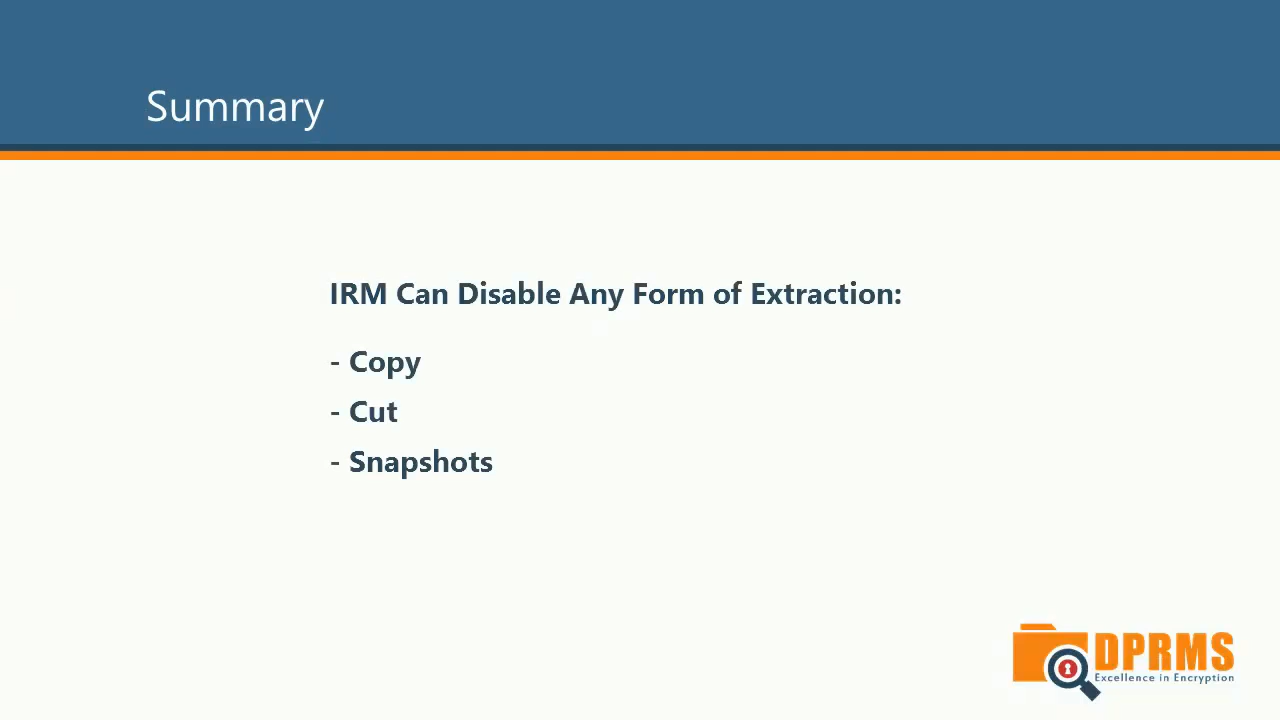 Summary
IRM Can Disable Any Form of Extraction:
- Copy
- Cut
- Snapshots
DPRMS
Excellence in Encryption